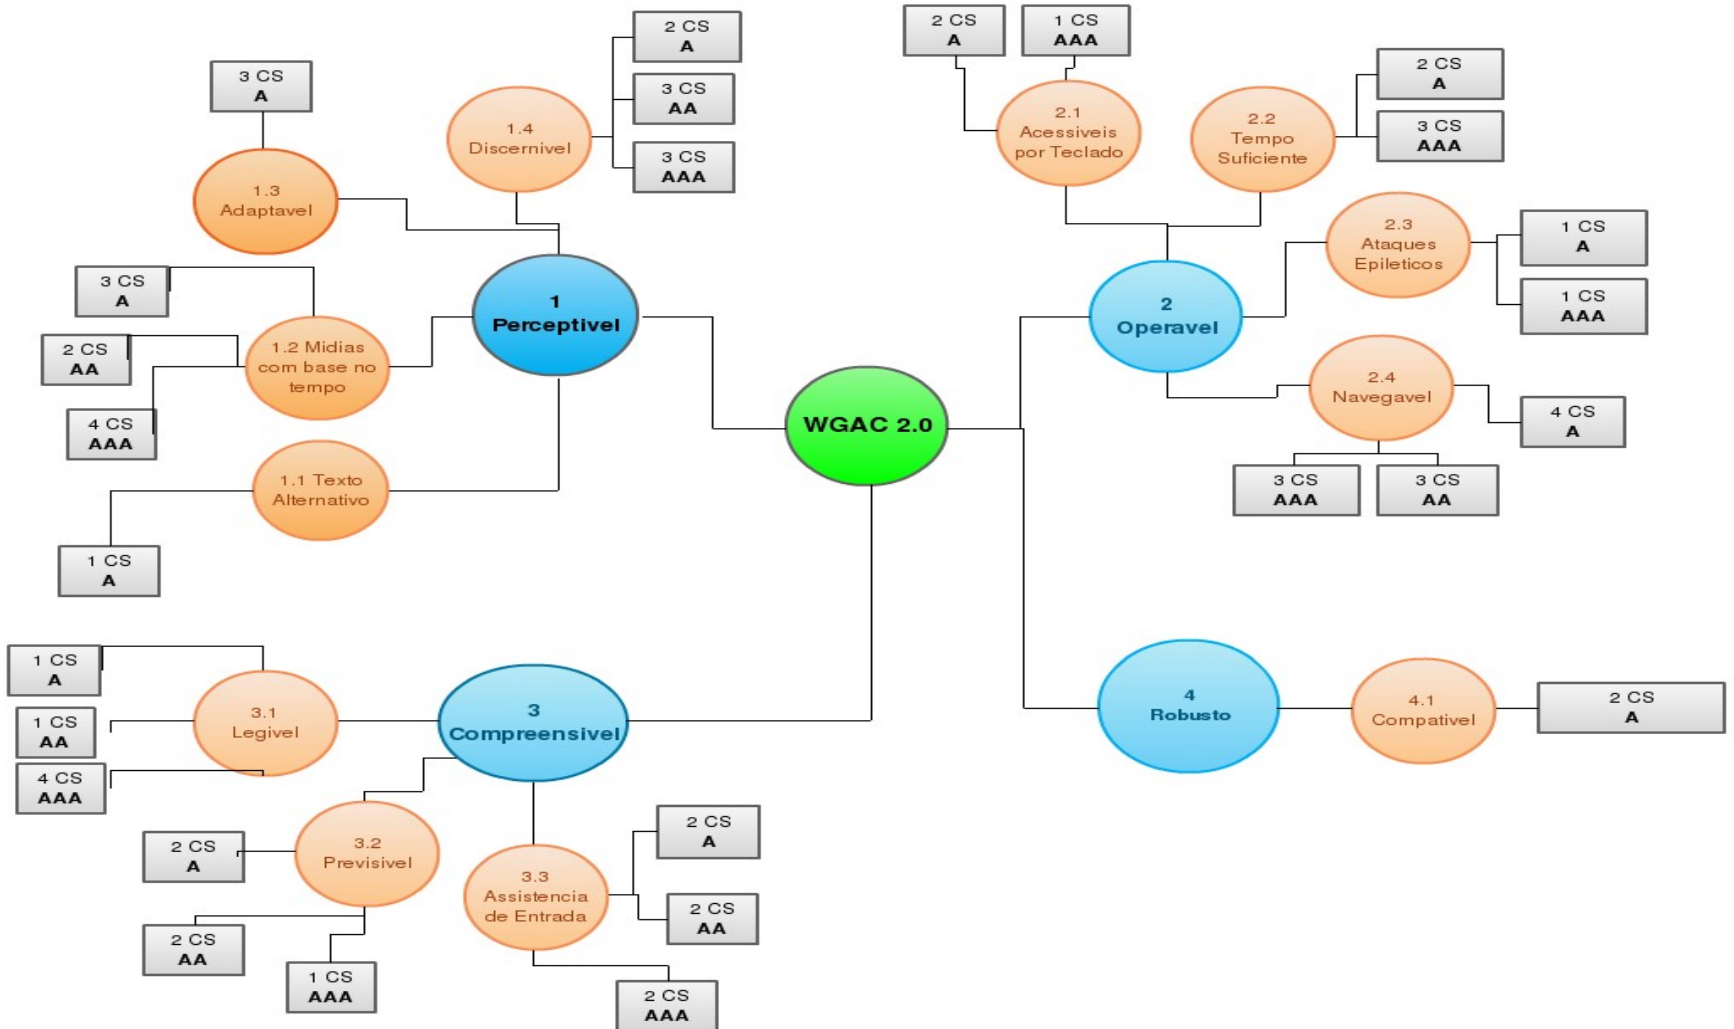 WGAC 2.0
1
Perceptivel
1.4
Discernivel
2 CS
A
3 CS
AA
3 CS
AAA
1.3
Adaptavel
3 CS
A
1.2 Midias
com base no
tempo
3 CS
A
2 CS
AA
4 CS
AAA
1.1 Texto
Alternativo
1 CS
A
2
Operavel
2.1
Acessiveis
por Teclado
2 CS
A
1 CS
AAA
2.2
Tempo
Suficiente
2 CS
A
3 CS
AAA
2.3
Ataques
Epileticos
1 CS
A
1 CS
AAA
2.4
Navegavel
4 CS
A
3 CS
AAA
3 CS
AA
3
Compreensivel
3.1
Legivel
1 CS
A
1 CS
AA
4 CS
AAA
3.2
Previsivel
2 CS
A
2 CS
AA
1 CS
AAA
3.3
Assistencia
de Entrada
2 CS
A
2 CS
AA
2 CS
AAA
4
Robusto
4.1
Compativel
2 CS
A